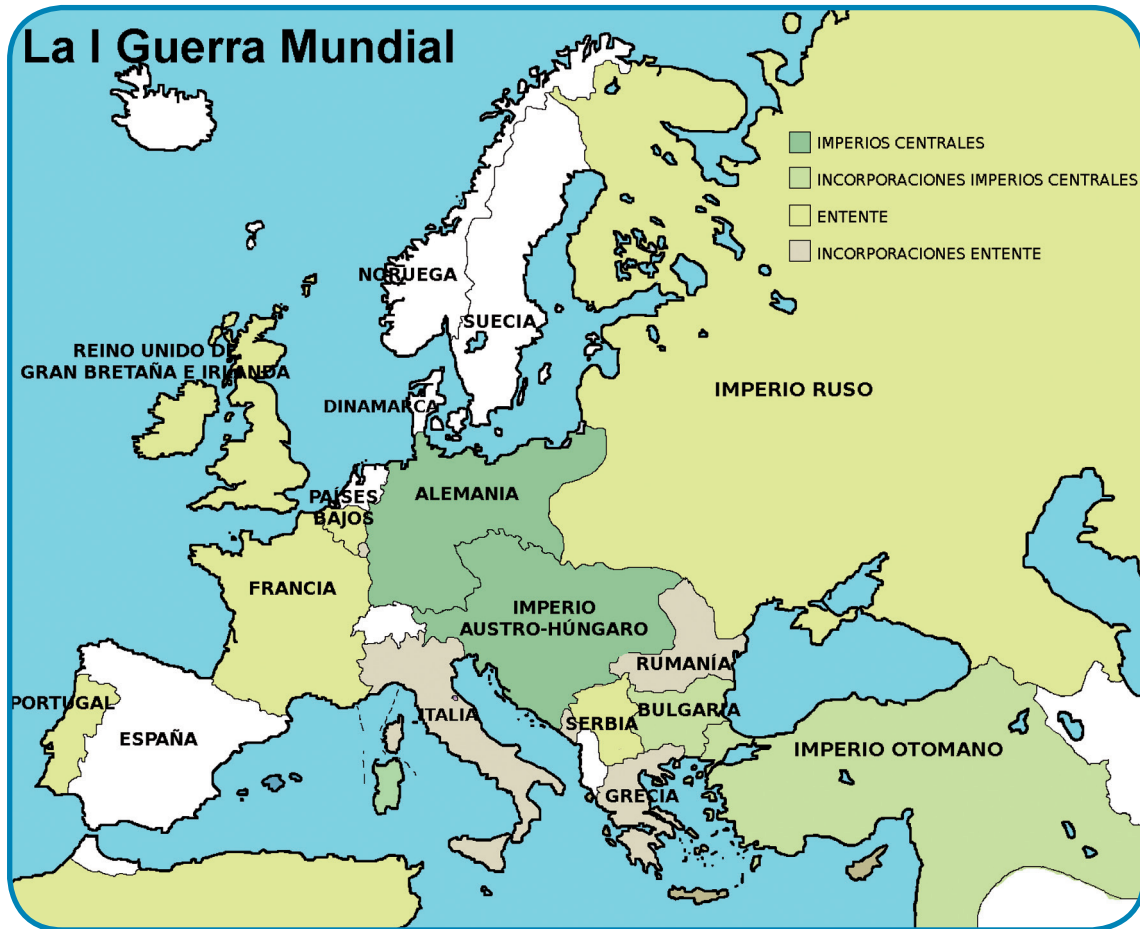 La I Guerra Mundial
IMPERIOS CENTRALES
INCORPORACIONES IMPERIOS CENTRALES
ENTENTE
INCORPORACIONES ENTENTE
NORUEGA
SUECIA
REINO UNIDO DE
GRAN BRETAÑA E IRLANDA
IMPERIO RUSO
DINAMARCA
PAÍSES
BAJOS
ALEMANIA
FRANCIA
IMPERIO
AUSTRO-HÚNGARO
RUMANÍA
PORTUGAL
ESPAÑA
ITALIA
SERBIA
BULGARIA
IMPERIO OTOMANO
GRECIA